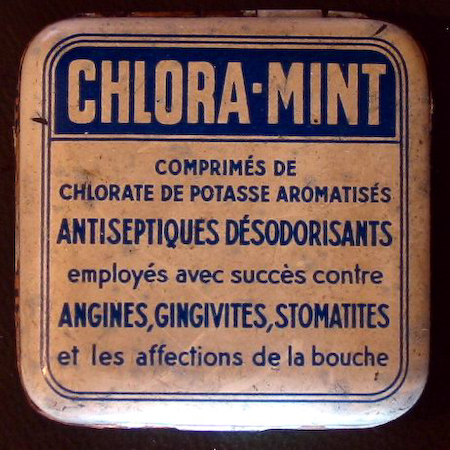 CHLORA-MINT
COMPRIMÉS DE
CHLORATE DE POTASSE AROMATISÉS
ANTISEPTIQUES DÉSODORISANTS
employés avec succès contre
ANGINES, GINGIVITES, STOMATITES
et les affections de la bouche